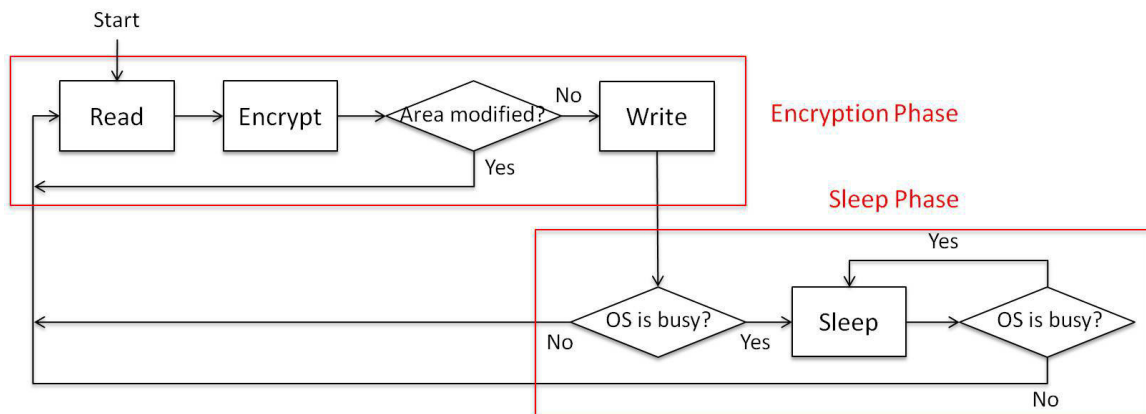 Start
Read
Encrypt
Area modified?
No
Write
Yes
Encryption Phase
Sleep Phase
Yes
OS is busy?
No
Yes
Sleep
OS is busy?
No